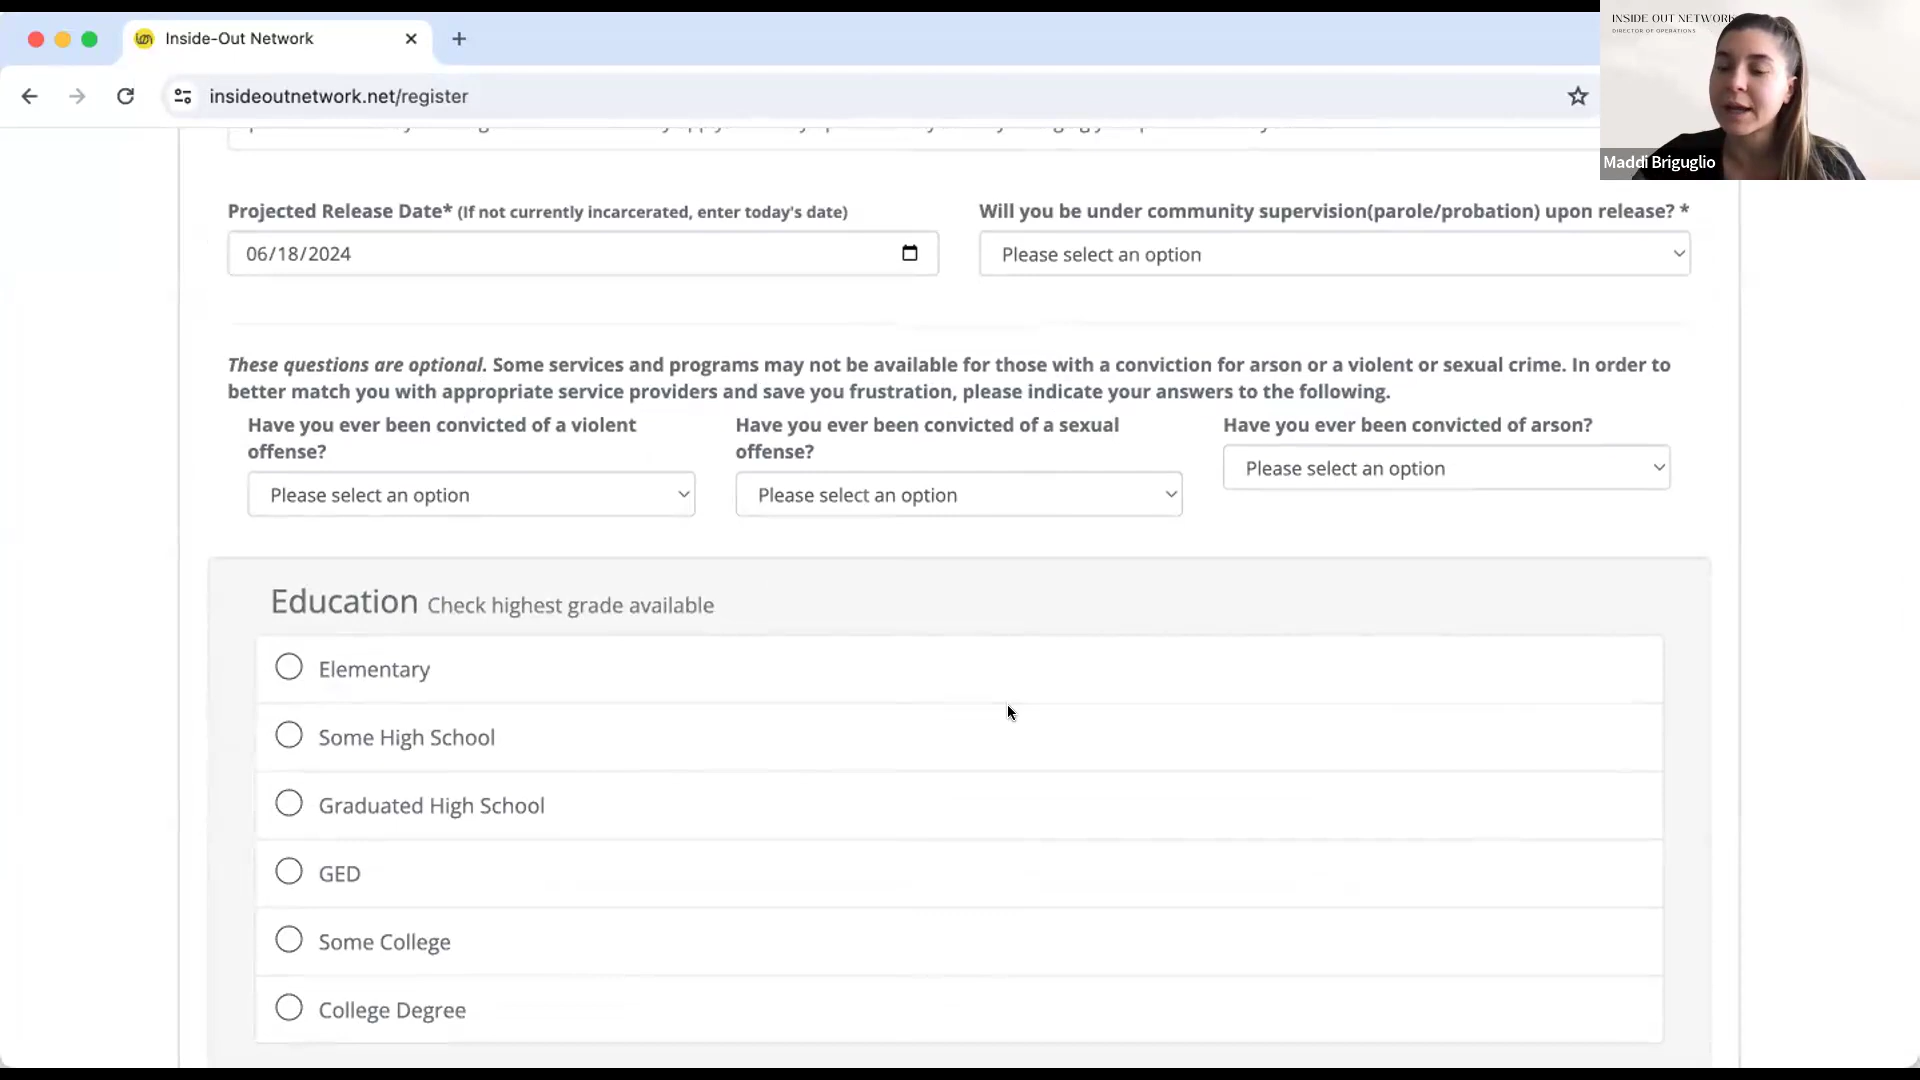 Inside-Out Network
INSIDE OUT NETWORK
DIRECTOR OF OPERATIONS
insideoutnetwork.net/register
Maddi Briguglio
Projected Release Date* (If not currently incarcerated, enter today's date)
Will you be under community supervision(parole/probation) upon release? *
06/18/2024
Please select an option
These questions are optional. Some services and programs may not be available for those with a conviction for arson or a violent or sexual crime. In order to
better match you with appropriate service providers and save you frustration, please indicate your answers to the following.
Have you ever been convicted of a violent
offense?
Please select an option
Have you ever been convicted of a sexual
offense?
Please select an option
Have you ever been convicted of arson?
Please select an option
Education Check highest grade available
Elementary
Some High School
Graduated High School
GED
Some College
College Degree